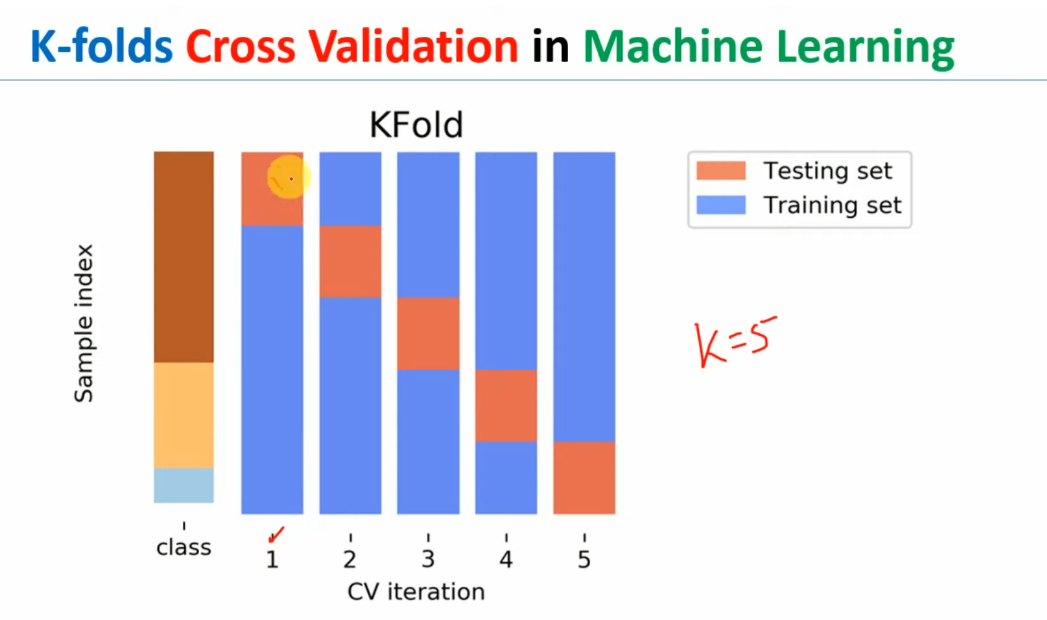 K-folds Cross Validation in Machine Learning
KFold
Testing set
Training set
Sample index
K=5
class
1 2 3 4 5
CV iteration